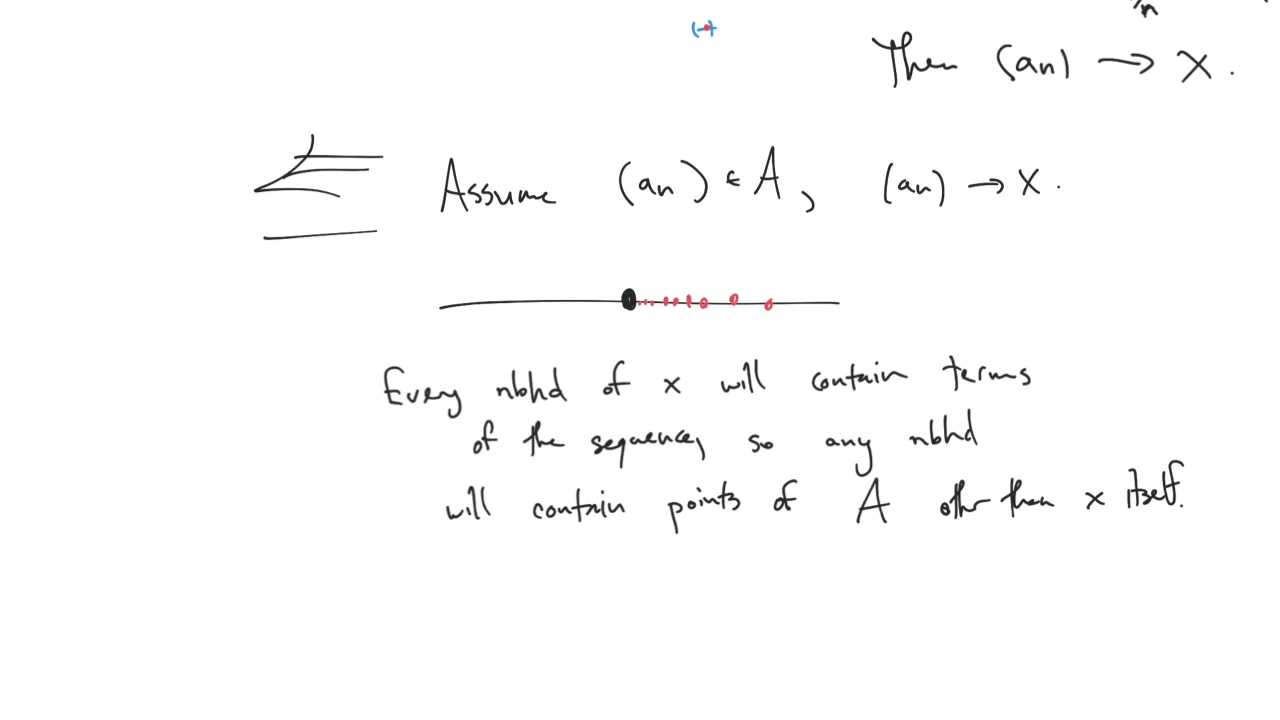 n
Then (an) → x.
⇐ Assume (an) ∈ A, (an) → x.
Every nbhd of x will contain terms
of the sequence, so any nbhd
will contain points of A other than x itself.